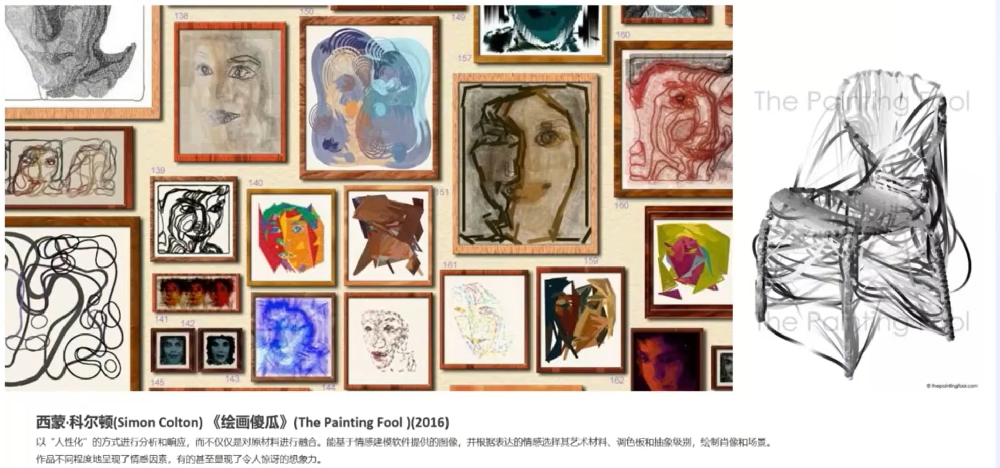 138
150
149
160
157
The Painting Fool
139
140
151
160
161
159
141
142
The Painting Fool
145
143
144
162
© thepaintingfool.com
西蒙·科尔顿(Simon Colton) 《绘画傻瓜》(The Painting Fool )(2016)
以“人性化”的方式进行分析和响应，而不仅仅是对原材料进行融合。能基于情感建模软件提供的图像，并根据表达的情感选择其艺术材料、调色板和抽象级别，绘制肖像和场景。
作品不同程度地呈现了情感因素，有的甚至显现了令人惊讶的想象力。